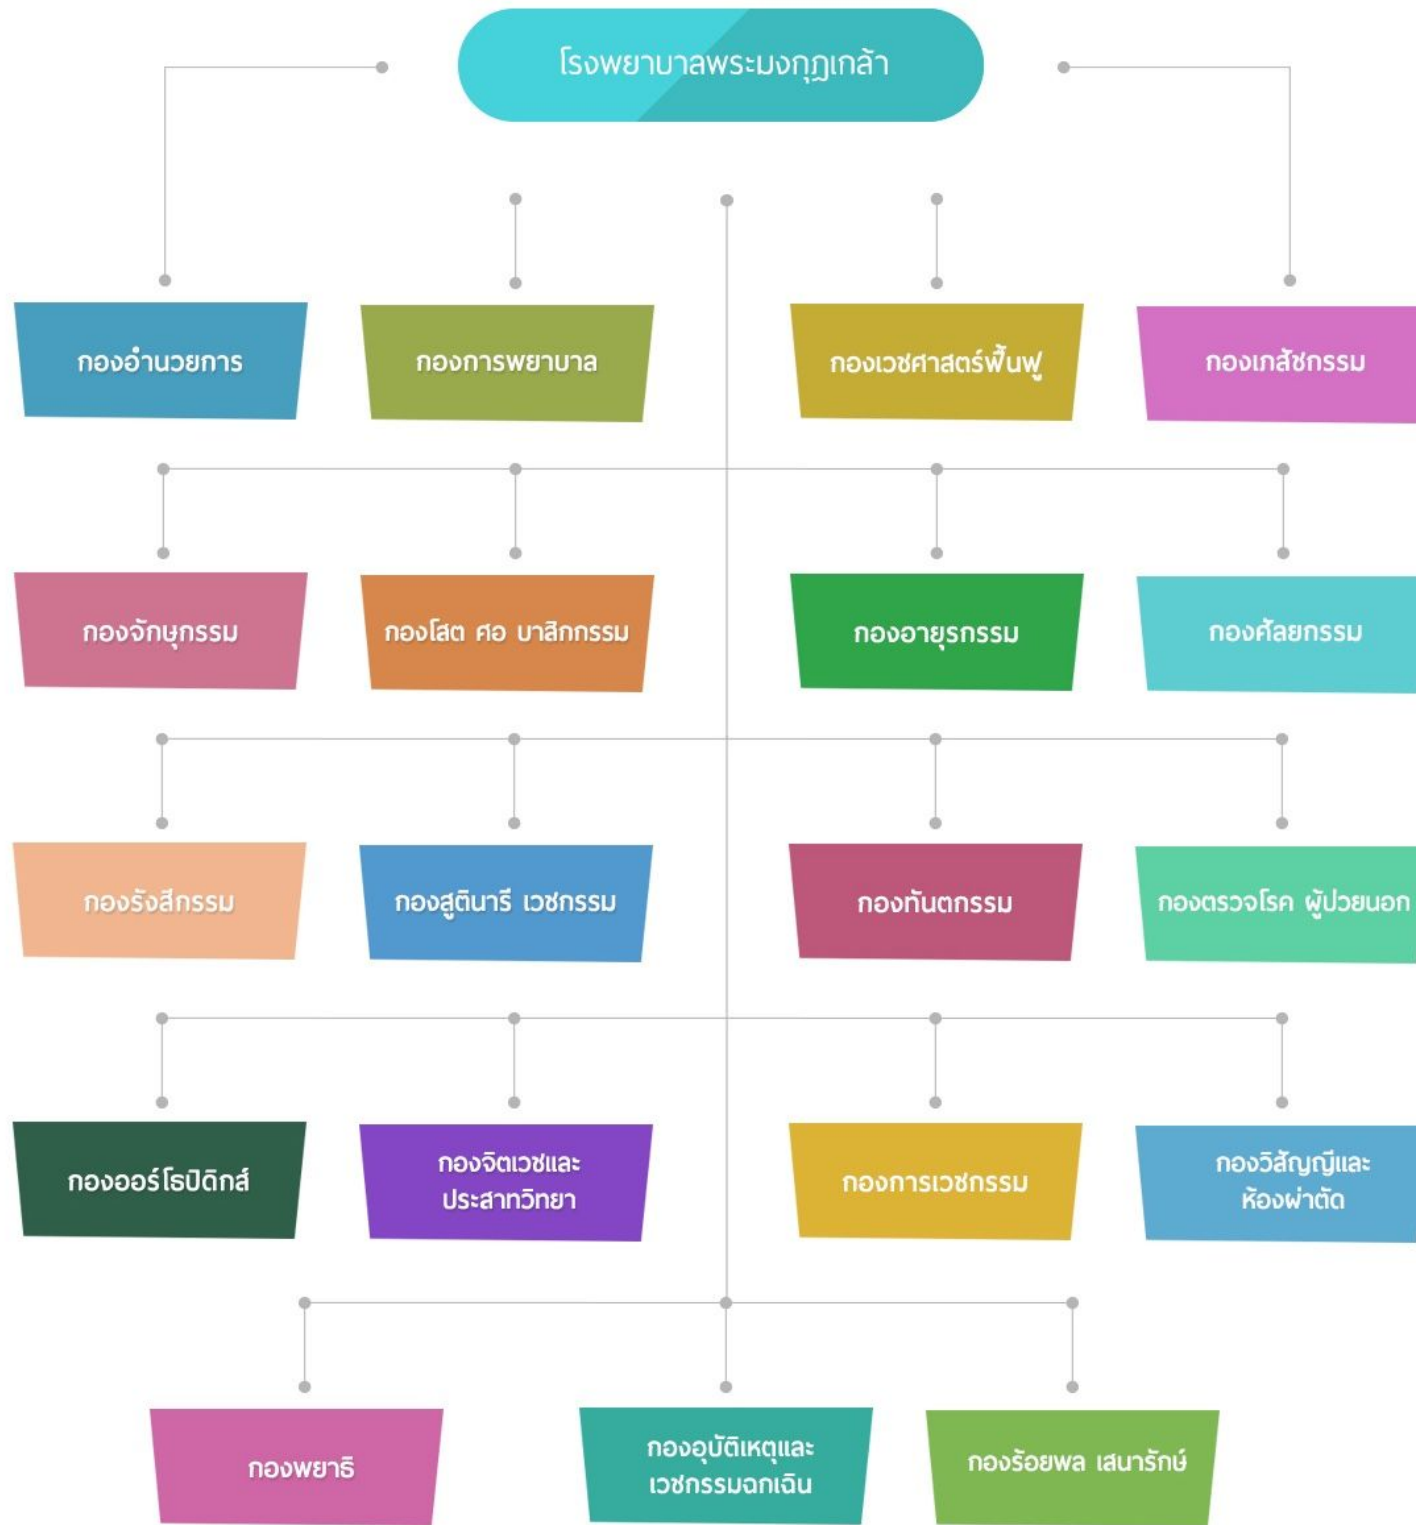 โรงพยาบาลพระมงกุฎเกล้า
กองอำนวยการ
กองการพยาบาล
กองเวชศาสตร์ฟื้นฟู
กองเภสัชกรรม
กองจักษุกรรม
กองโสต ศอ นาสิกกรรม
กองอายุรกรรม
กองศัลยกรรม
กองรังสีกรรม
กองสูตินารี เวชกรรม
กองทันตกรรม
กองตรวจโรค ผู้ป่วยนอก
กองออร์โธปิดิกส์
กองจิตเวชและ
ประสาทวิทยา
กองการเวชกรรม
กองวิสัญญีและ
ห้องผ่าตัด
กองพยาธิ
กองอุบัติเหตุและ
เวชกรรมฉุกเฉิน
กองร้อยพล เสนารักษ์